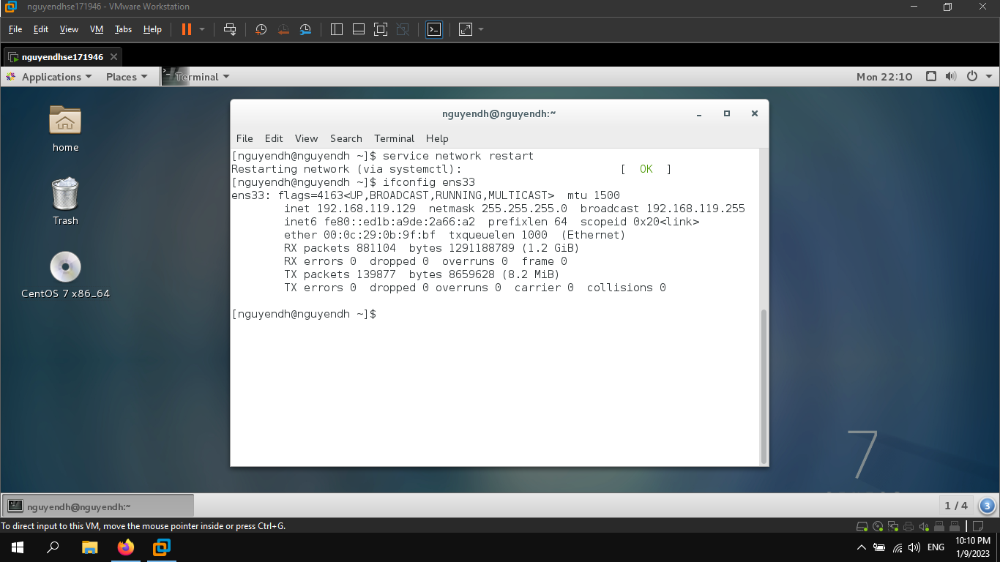 nguyendhse171946 - VMware Workstation
File Edit View VM Tabs Help
nguyendhse171946
Applications Places Terminal Mon 22:10
home
Trash
CentOS 7 x86_64
nguyendh@nguyendh:~
File Edit View Search Terminal Help
[nguyendh@nguyendh ~]$ service network restart
Restarting network (via systemctl): [ OK ]
[nguyendh@nguyendh ~]$ ifconfig ens33
ens33: flags=4163<UP,BROADCAST,RUNNING,MULTICAST> mtu 1500
inet 192.168.119.129 netmask 255.255.255.0 broadcast 192.168.119.255
inet6 fe80::ed1b:a9de:2a66:a2 prefixlen 64 scopeid 0x20<link>
ether 00:0c:29:0b:9f:bf txqueuelen 1000 (Ethernet)
RX packets 881104 bytes 1291188789 (1.2 GiB)
RX errors 0 dropped 0 overruns 0 frame 0
TX packets 139877 bytes 8659628 (8.2 MiB)
TX errors 0 dropped 0 overruns 0 carrier 0 collisions 0
[nguyendh@nguyendh ~]$
7
nguyendh@nguyendh:~ 1 / 4 3
To direct input to this VM, move the mouse pointer inside or press Ctrl+G.
ENG
10:10 PM
1/9/2023